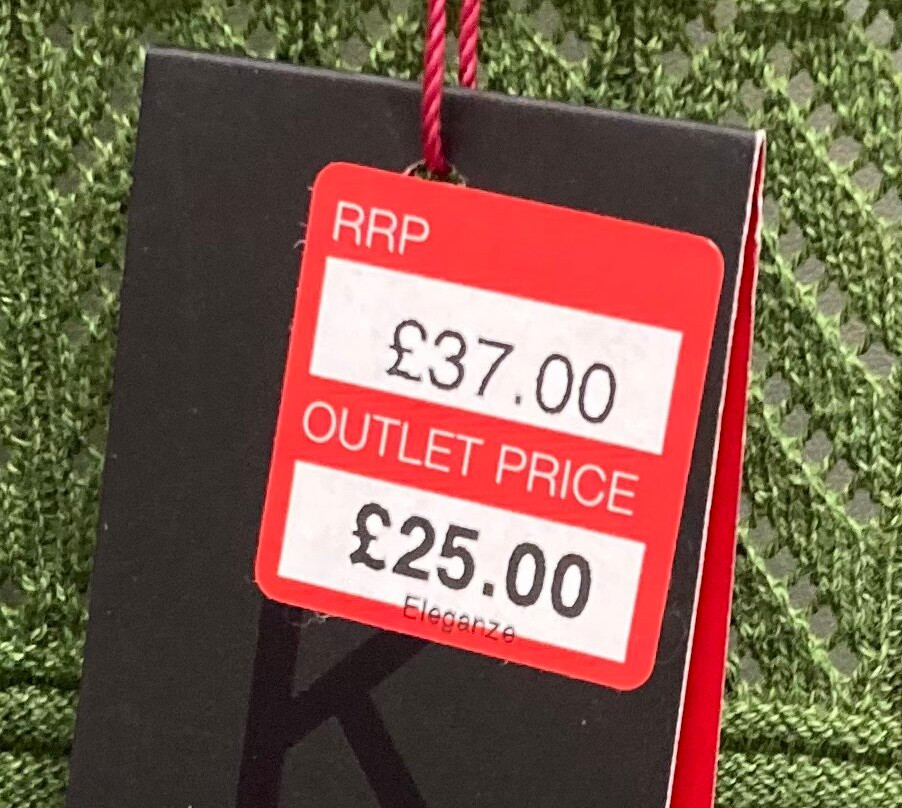 RRP
£37.00
OUTLET PRICE
£25.00
Eleganze
K